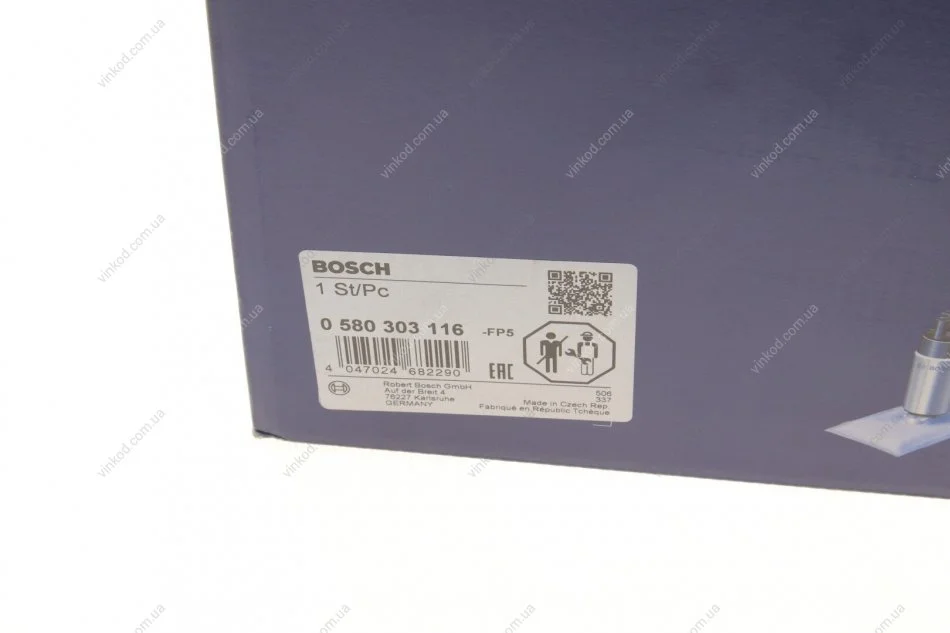 BOSCH
1 St/Pc
0 580 303 116 -FP5
4 047024 682290
EAC
Robert Bosch GmbH
Auf der Breit 4
76227 Karlsruhe
GERMANY
506
337
Made in Czech Rep.
Fabriqué en République Tchèque
vinkod.com.ua